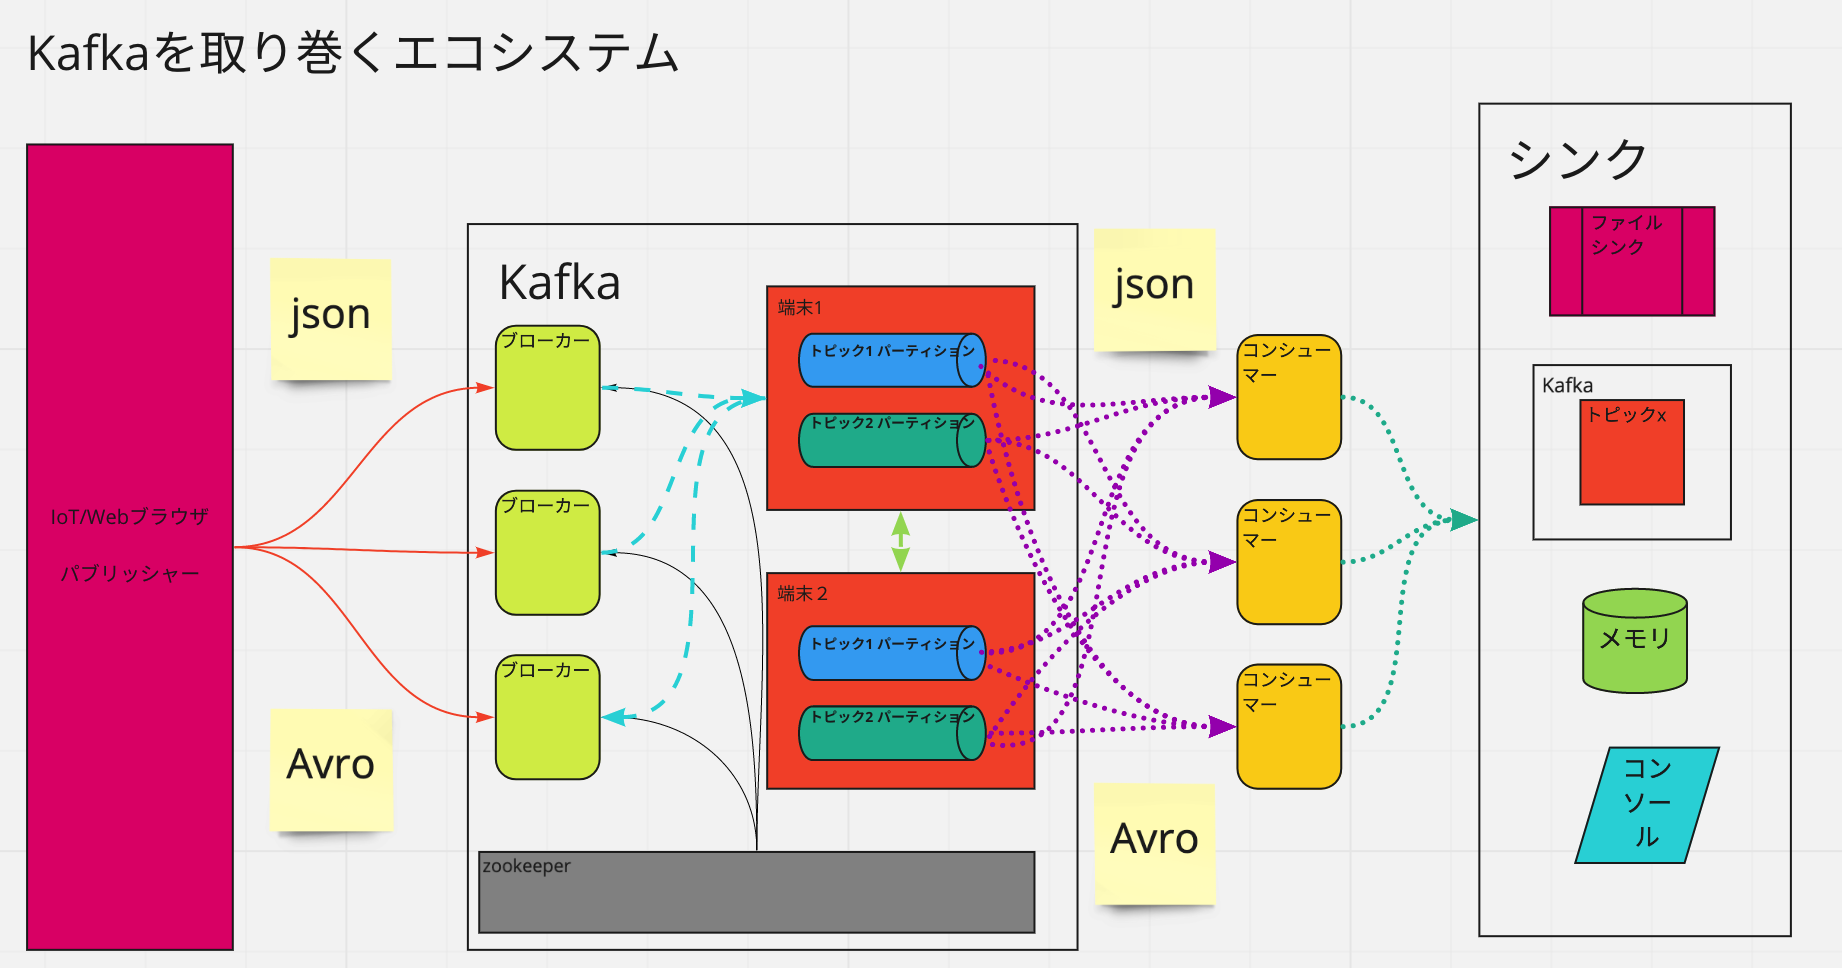 Kafkaを取り巻くエコシステム
IoT/Webブラウザ
パブリッシャー
json
Avro
Kafka
ブローカー
ブローカー
ブローカー
端末1
トピック1 パーティション
トピック2 パーティション
端末２
トピック1 パーティション
トピック2 パーティション
zookeeper
json
Avro
コンシュー
マー
コンシュー
マー
コンシュー
マー
シンク
ファイル
シンク
Kafka
トピックx
メモリ
コン
ソー
ル